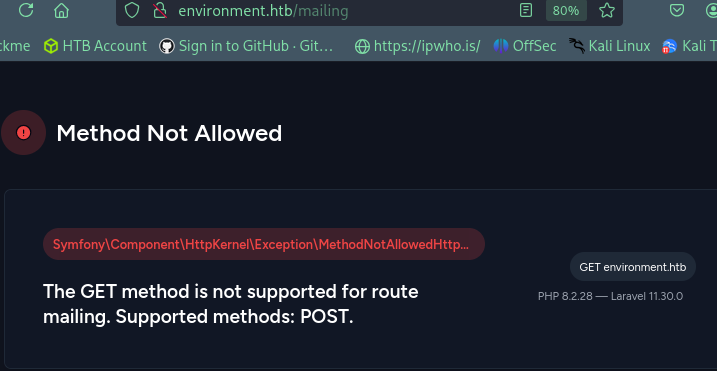 environment.htb/mailing
80%
ckme
HTB Account
Sign in to GitHub · Git…
https://ipwho.is/
OffSec
Kali Linux
Kali T
Method Not Allowed
Symfony\Component\HttpKernel\Exception\MethodNotAllowedHttp...
GET environment.htb
The GET method is not supported for route
mailing. Supported methods: POST.
PHP 8.2.28 — Laravel 11.30.0